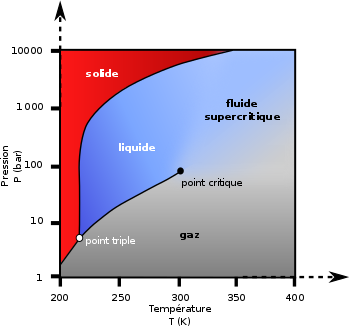 10000
solide
1 000
fluide
supercritique
liquide
Pression
P (bar)
100
point critique
10
gaz
point triple
1
200
250
300
350
400
Température
T (K)